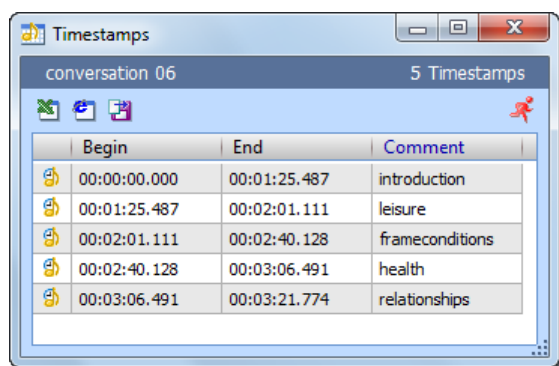 Timestamps
conversation 06 5 Timestamps
Begin End Comment
00:00:00.000 00:01:25.487 introduction
00:01:25.487 00:02:01.111 leisure
00:02:01.111 00:02:40.128 frameconditions
00:02:40.128 00:03:06.491 health
00:03:06.491 00:03:21.774 relationships